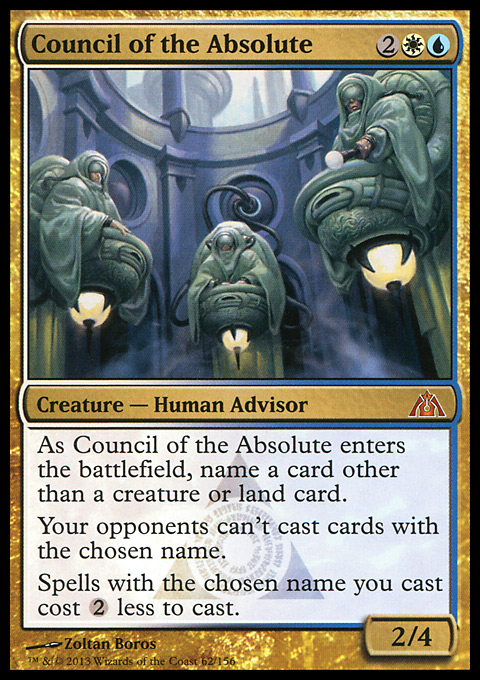 Council of the Absolute 2
Creature — Human Advisor
As Council of the Absolute enters
the battlefield, name a card other
than a creature or land card.
Your opponents can't cast cards with
the chosen name.
Spells with the chosen name you cast
cost 2 less to cast.
Zoltan Boros
2/4
™ & © 2013 Wizards of the Coast 62/156